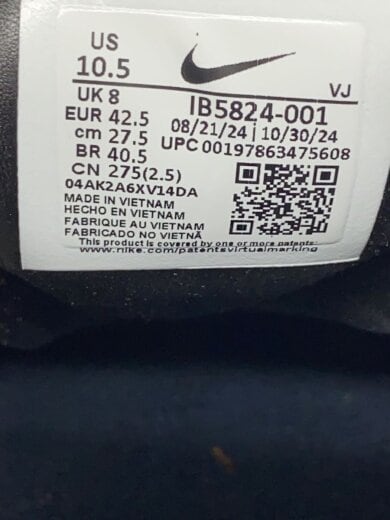 US
10.5
VJ
UK 8
IB5824-001
EUR 42.5
08/21/24 | 10/30/24
cm 27.5
UPC 00197863475608
BR 40.5
CN 275(2.5)
04AK2A6XV14DA
MADE IN VIETNAM
HECHO EN VIETNAM
FABRIQUE AU VIETNAM
FABRICADO NO VIETNÃ
This product is covered by one or more patents:
www.nike.com/patentsvirtualmarking